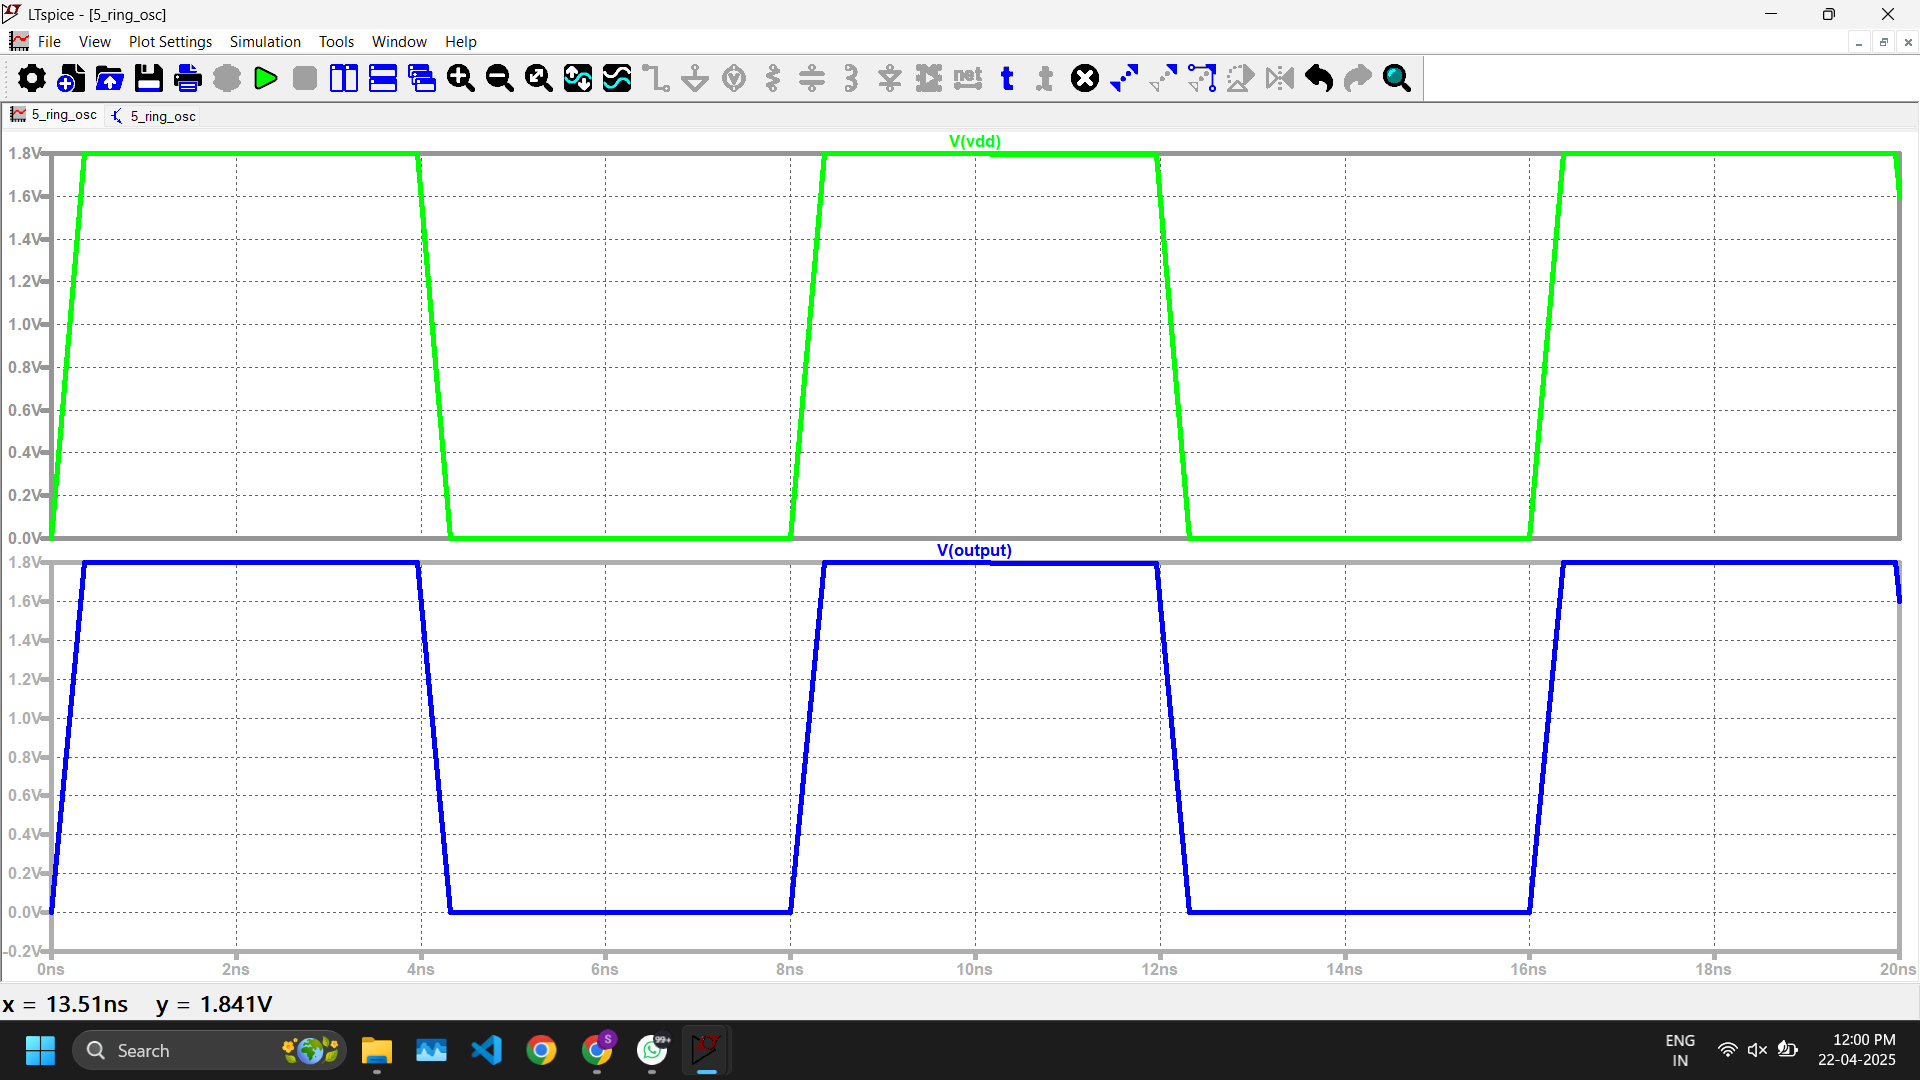 LTspice - [5_ring_osc]
File View Plot Settings Simulation Tools Window Help
net t .t
5_ring_osc 5_ring_osc
V(vdd)
1.8V
1.6V
1.4V
1.2V
1.0V
0.8V
0.6V
0.4V
0.2V
0.0V
V(output)
1.8V
1.6V
1.4V
1.2V
1.0V
0.8V
0.6V
0.4V
0.2V
0.0V
-0.2V
0ns 2ns 4ns 6ns 8ns 10ns 12ns 14ns 16ns 18ns 20ns
x = 13.51ns y = 1.841V
Search
S
99+
ENG
IN
12:00 PM
22-04-2025